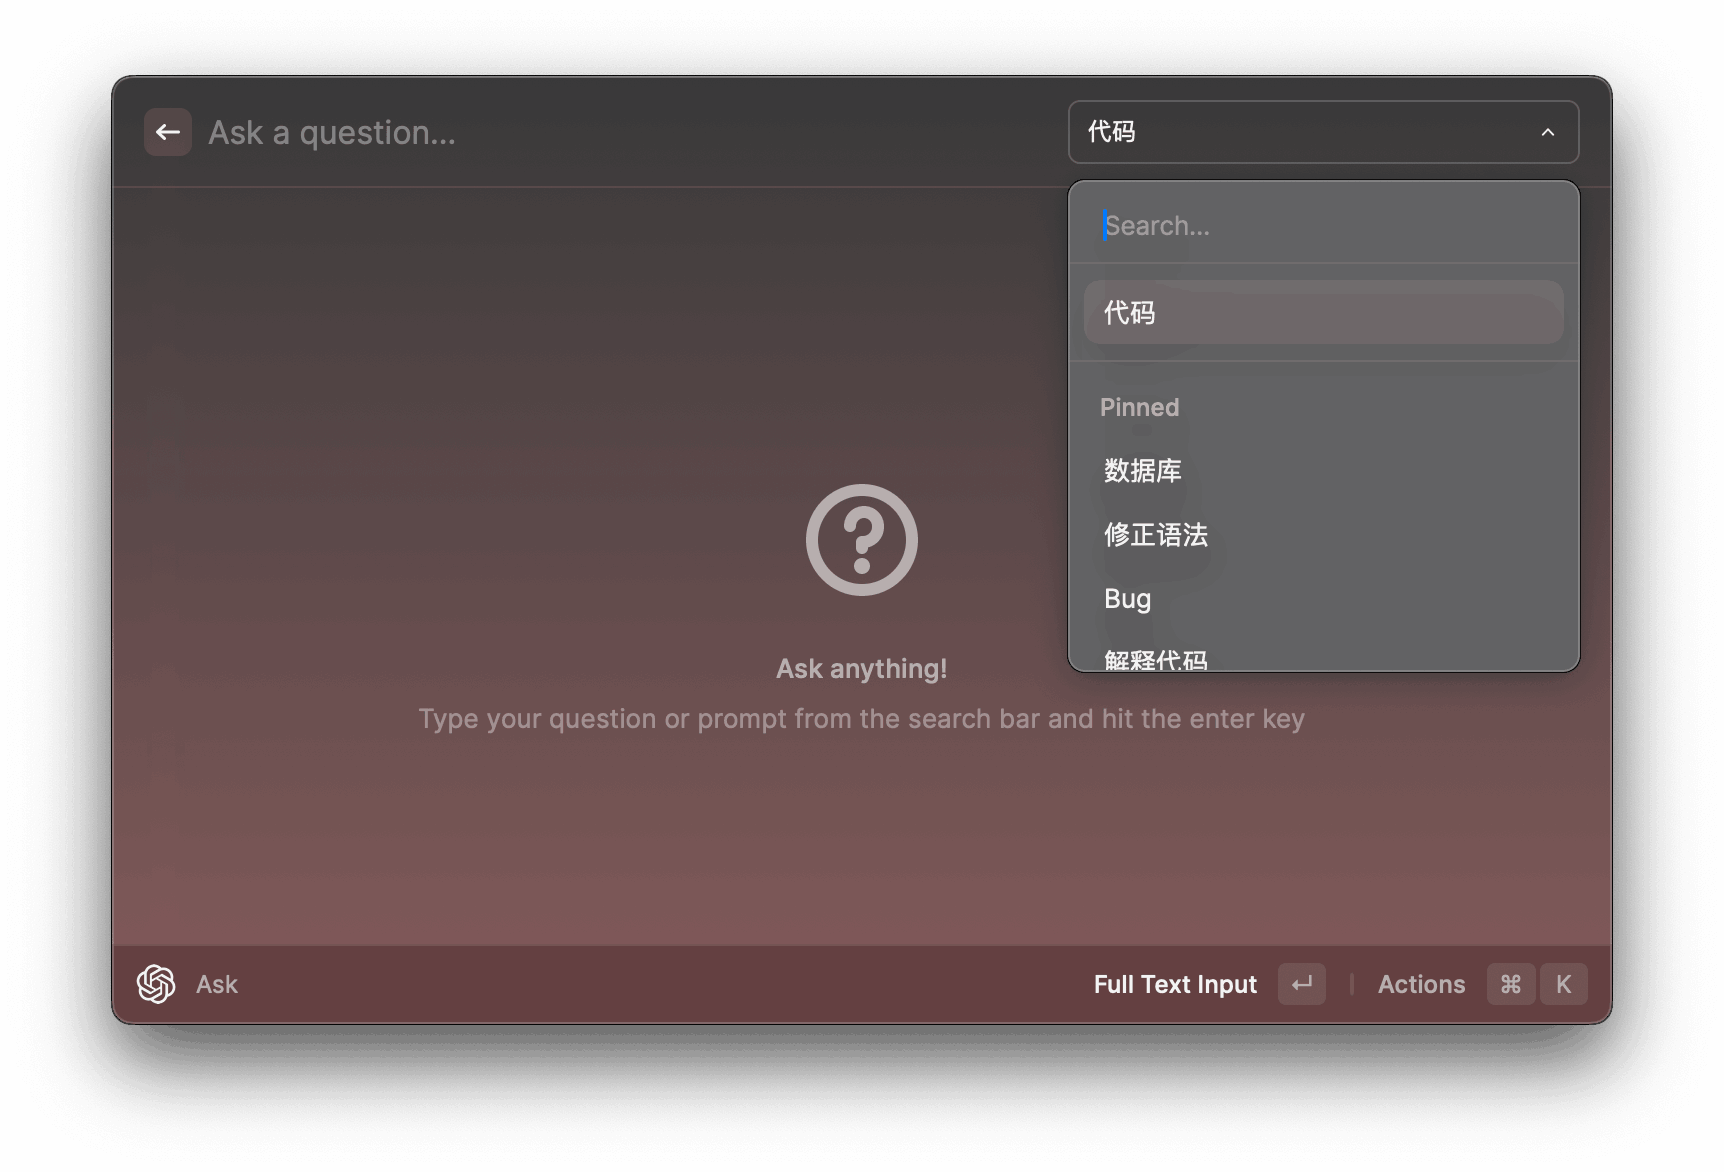 Ask a question...
代码
Search...
代码
Pinned
数据库
修正语法
Bug
解释代码
Ask anything!
Type your question or prompt from the search bar and hit the enter key
Ask
Full Text Input
Actions
⌘ K